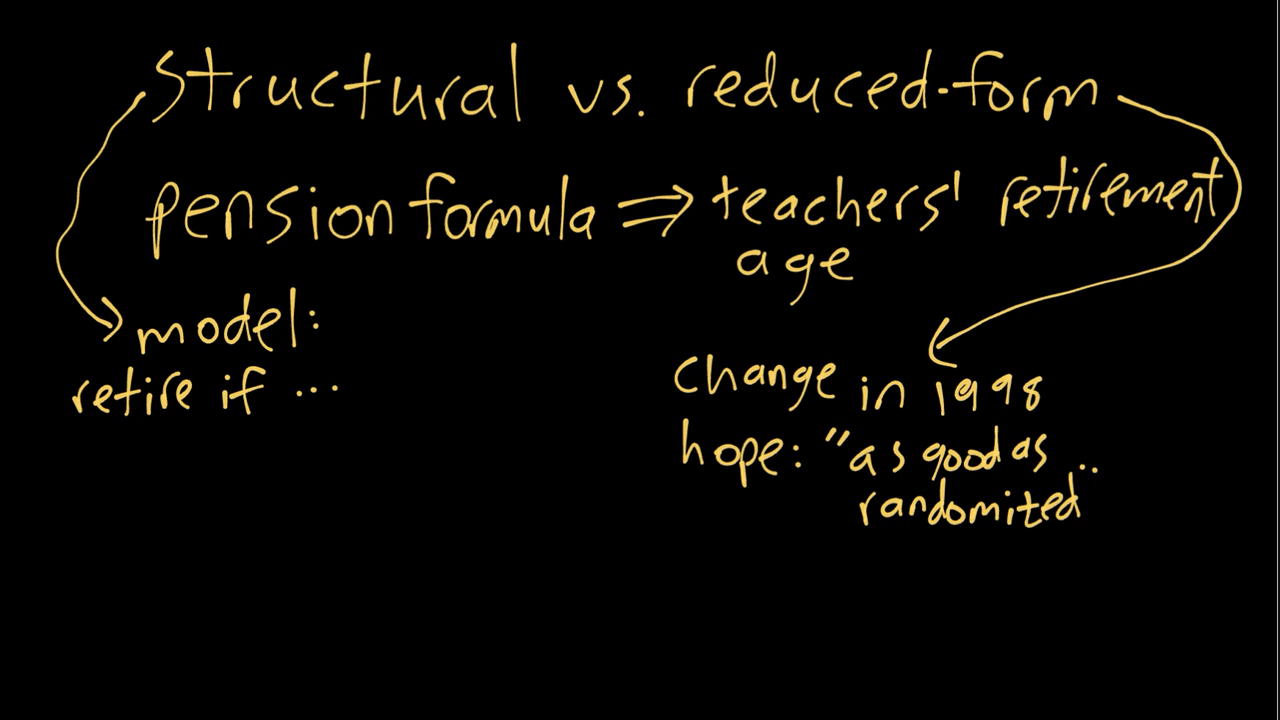 structural vs. reduced-form
pension formula ⇒ teachers' retirement
age
model:
retire if ...
change in 1998
hope: "as good as ..
randomized